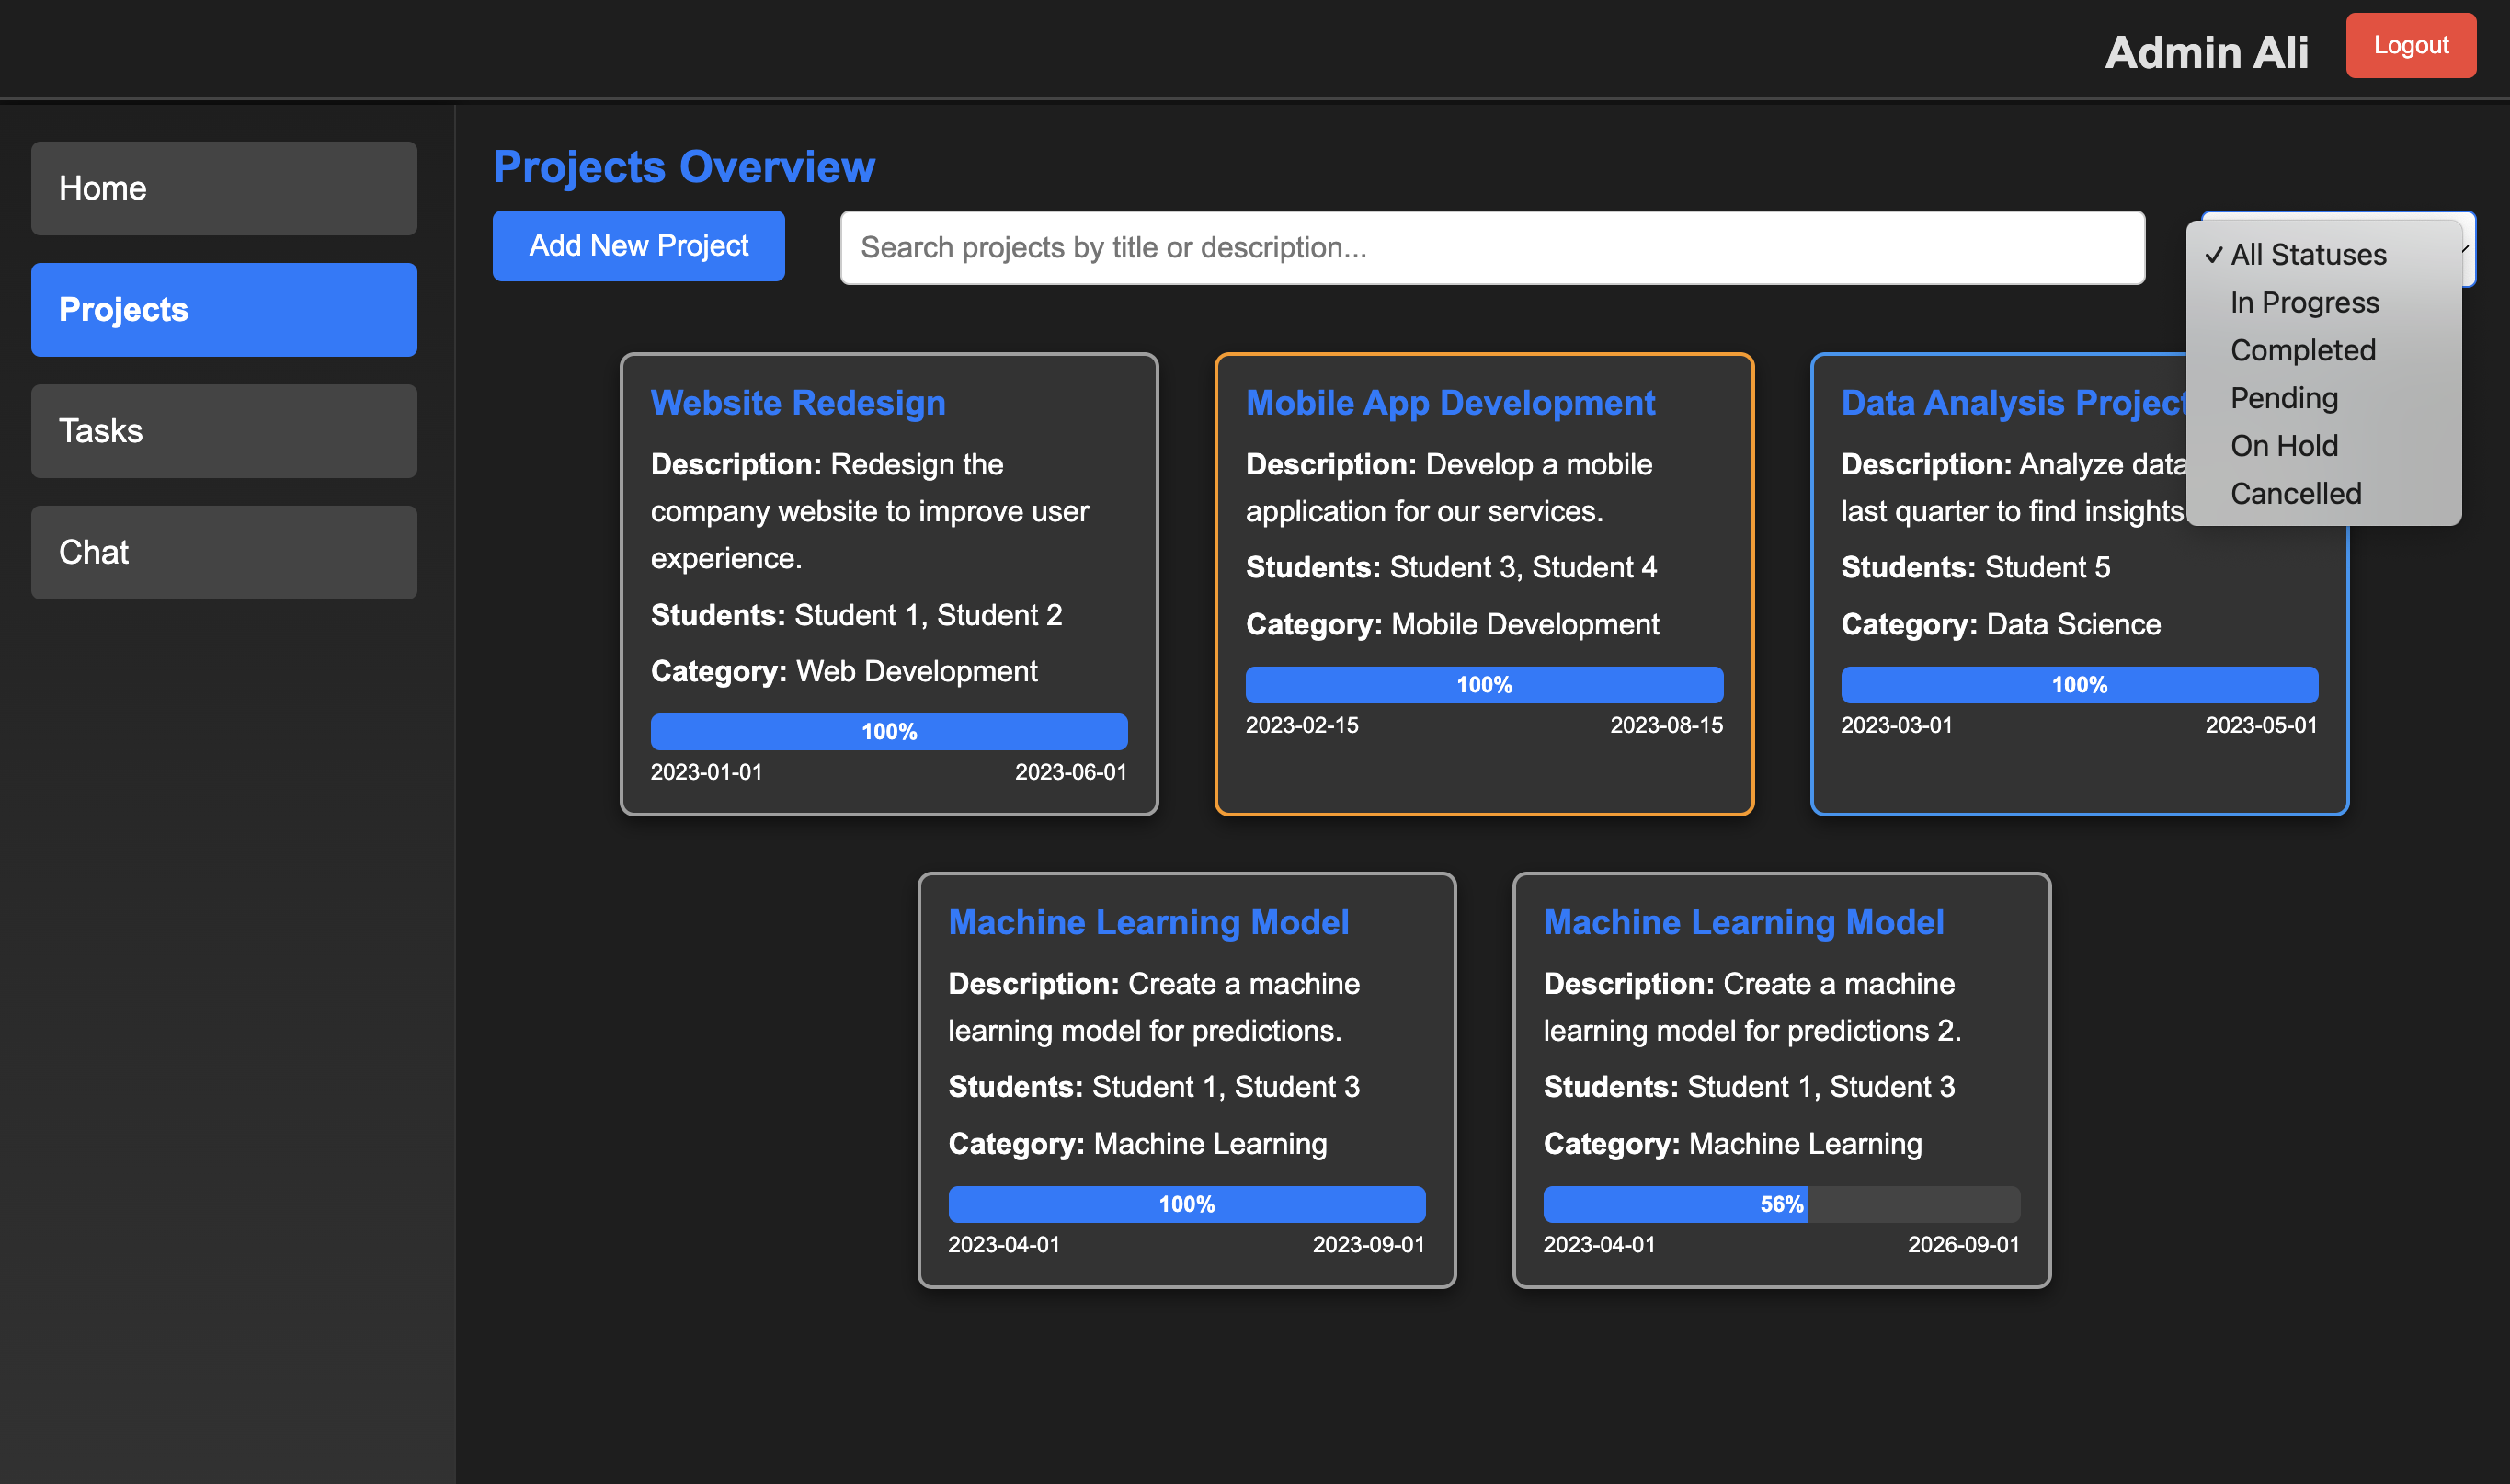 Admin Ali
Logout
Home
Projects
Tasks
Chat
Projects Overview
Add New Project
Search projects by title or description...
✓ All Statuses
In Progress
Completed
Pending
On Hold
Cancelled
Website Redesign
Description: Redesign the
company website to improve user
experience.
Students: Student 1, Student 2
Category: Web Development
100%
2023-01-01 2023-06-01
Mobile App Development
Description: Develop a mobile
application for our services.
Students: Student 3, Student 4
Category: Mobile Development
100%
2023-02-15 2023-08-15
Data Analysis Project
Description: Analyze data
last quarter to find insights.
Students: Student 5
Category: Data Science
100%
2023-03-01 2023-05-01
Machine Learning Model
Description: Create a machine
learning model for predictions.
Students: Student 1, Student 3
Category: Machine Learning
100%
2023-04-01 2023-09-01
Machine Learning Model
Description: Create a machine
learning model for predictions 2.
Students: Student 1, Student 3
Category: Machine Learning
56%
2023-04-01 2026-09-01